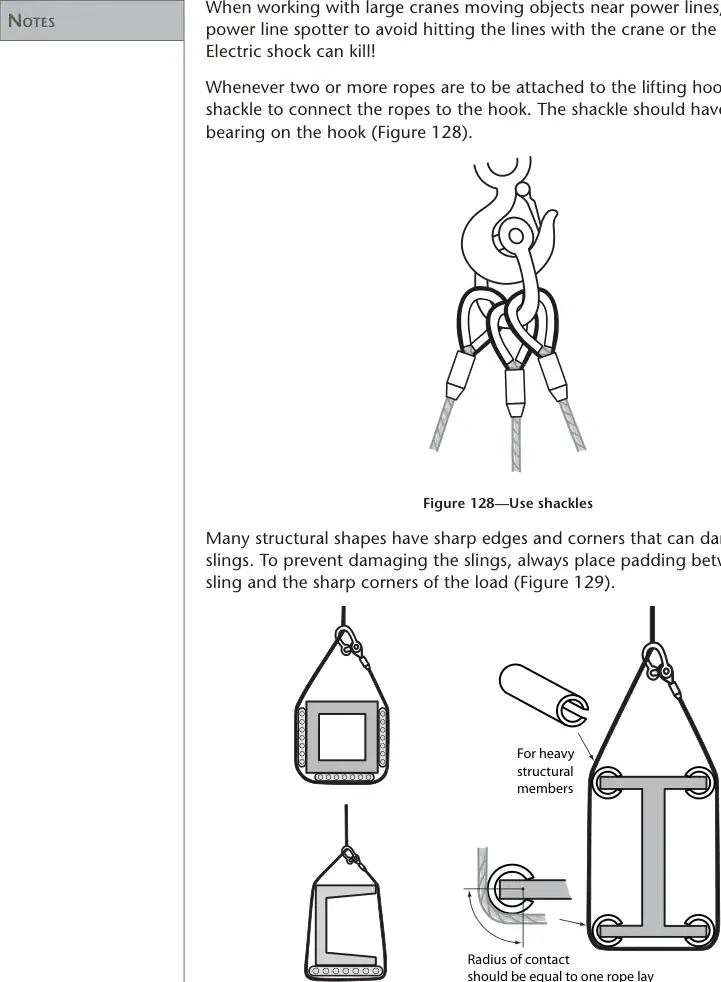 NOTES
When working with large cranes moving objects near power lines,
power line spotter to avoid hitting the lines with the crane or the
Electric shock can kill!
Whenever two or more ropes are to be attached to the lifting hoo
shackle to connect the ropes to the hook. The shackle should have
bearing on the hook (Figure 128).
Figure 128—Use shackles
Many structural shapes have sharp edges and corners that can da
slings. To prevent damaging the slings, always place padding betw
sling and the sharp corners of the load (Figure 129).
For heavy
structural
members
Radius of contact
should be equal to one rope lay